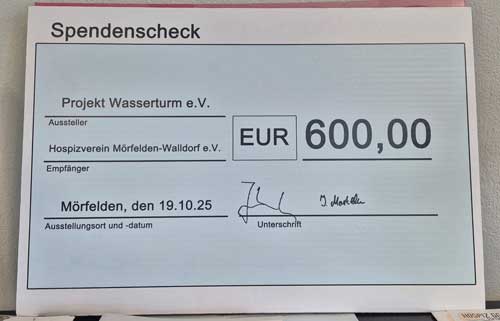 Spendenscheck
Projekt Wasserturm e.V.
Aussteller
Hospizverein Mörfelden-Walldorf e.V.
Empfänger
EUR 600,00
Mörfelden, den 19.10.25
Ausstellungsort und -datum
Unterschrift